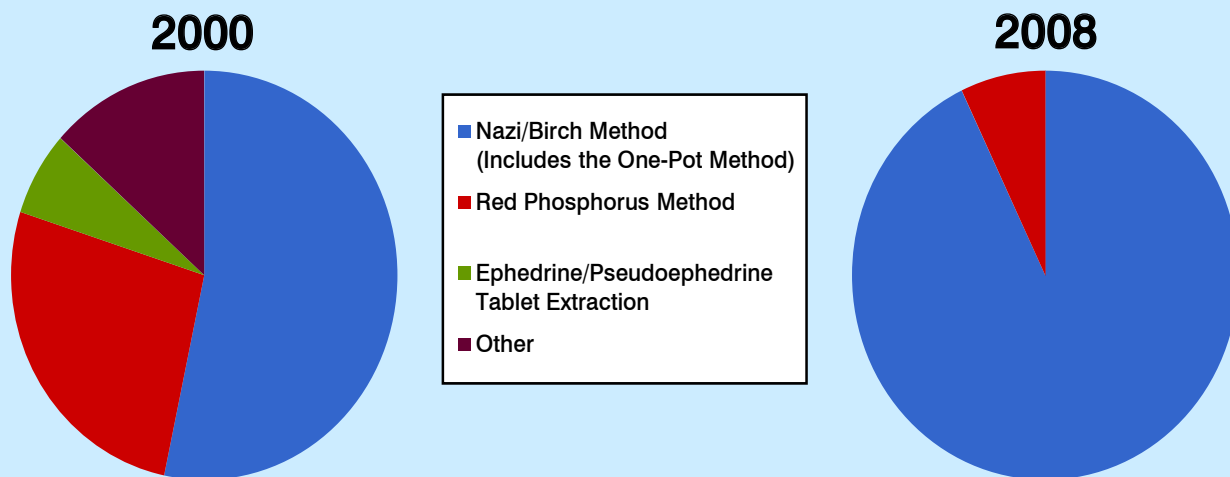 2000
2008
Nazi/Birch Method
(Includes the One-Pot Method)
Red Phosphorus Method
Ephedrine/Pseudoephedrine
Tablet Extraction
Other